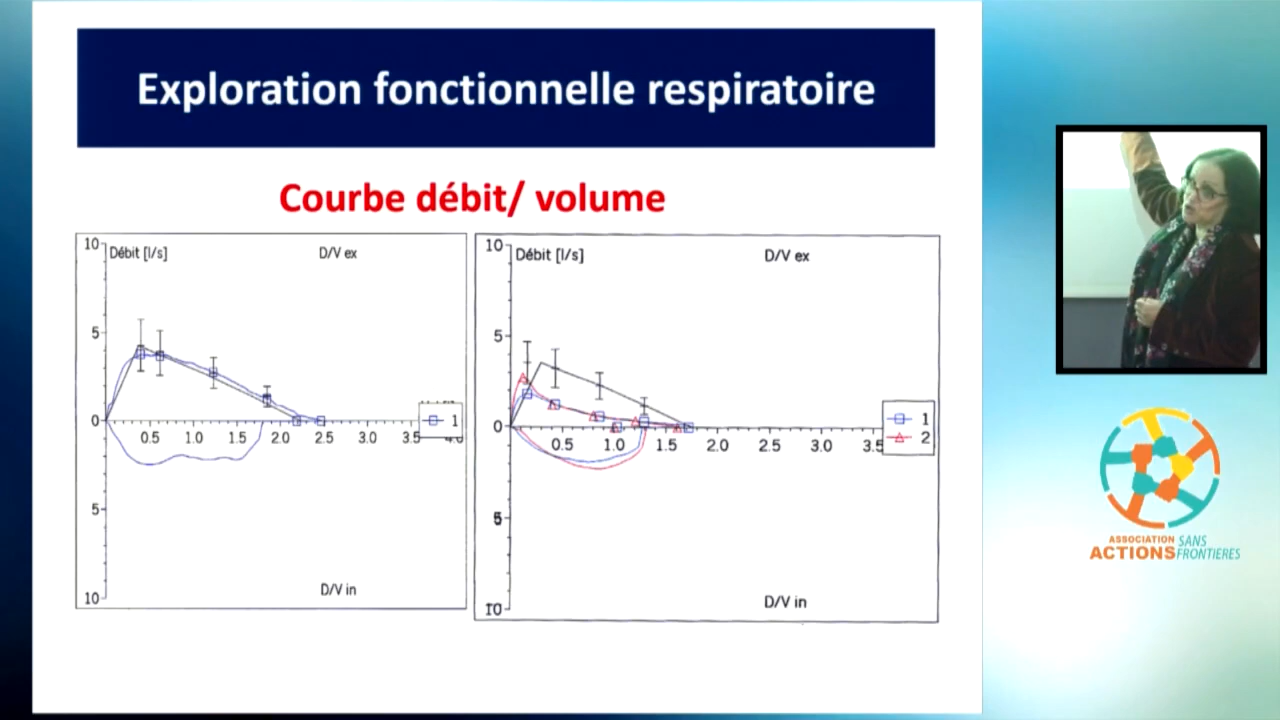 Exploration fonctionnelle respiratoire
Courbe débit/ volume
10
Débit [l/s]
D/V ex
5
0
0.5 1.0 1.5 2.0 2.5 3.0 3.5
1
5
D/V in
10
10
Débit [l/s]
D/V ex
5
0
0.5 1.0 1.5 2.0 2.5 3.0 3.5
1
2
5
D/V in
10
ASSOCIATION SANS
ACTIONS FRONTIERES